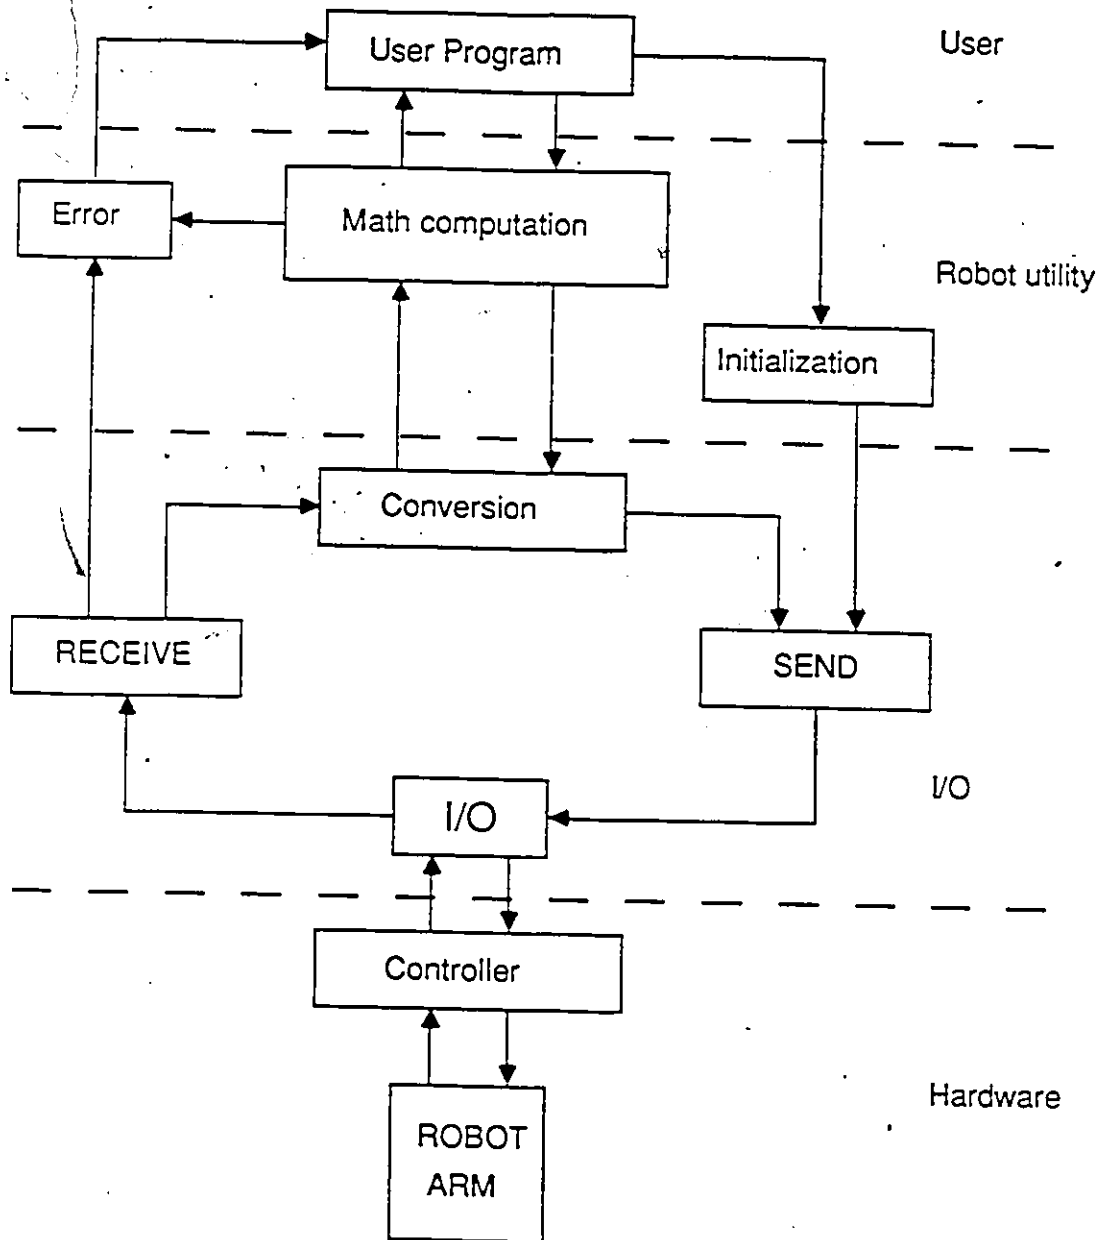 User Program
User
Error
Math computation
Robot utility
Initialization
Conversion
RECEIVE
SEND
I/O
I/O
Controller
Hardware
ROBOT
ARM